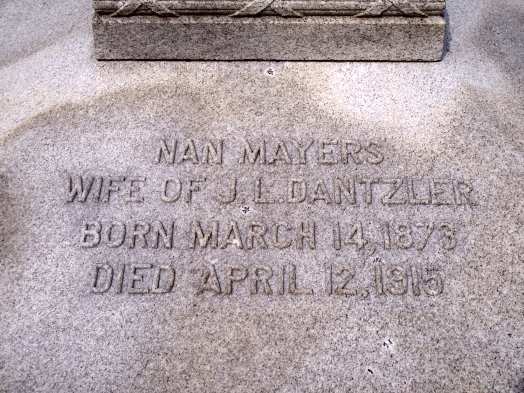 NAN MAYERS
WIFE OF J. L. DANTZLER
BORN MARCH 14, 1873
DIED APRIL 12, 1915